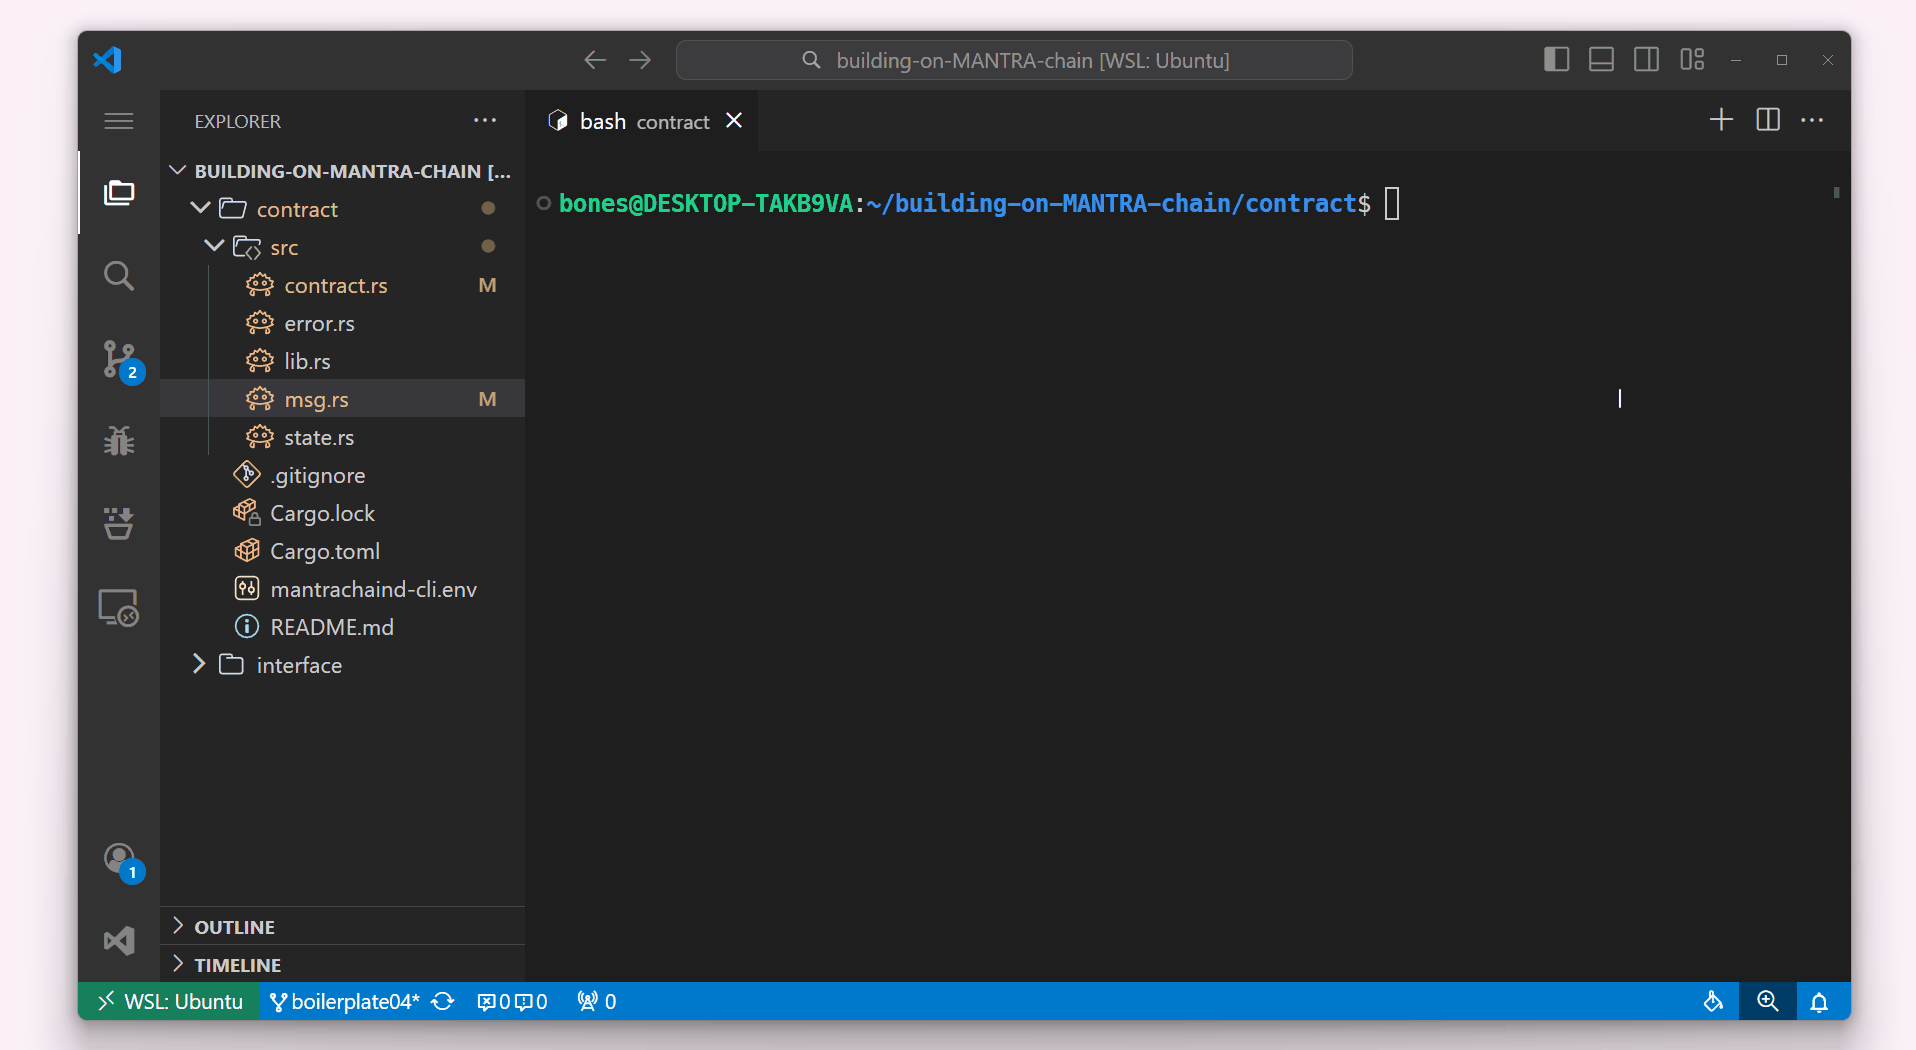 building-on-MANTRA-chain [WSL: Ubuntu]
EXPLORER
BUILDING-ON-MANTRA-CHAIN [...
contract
src
contract.rs M
error.rs
lib.rs
msg.rs M
state.rs
.gitignore
Cargo.lock
Cargo.toml
mantrachaind-cli.env
README.md
interface
OUTLINE
TIMELINE
2
1
bash contract
bones@DESKTOP-TAKB9VA:~/building-on-MANTRA-chain/contract$
WSL: Ubuntu boilerplate04* 0 0 0